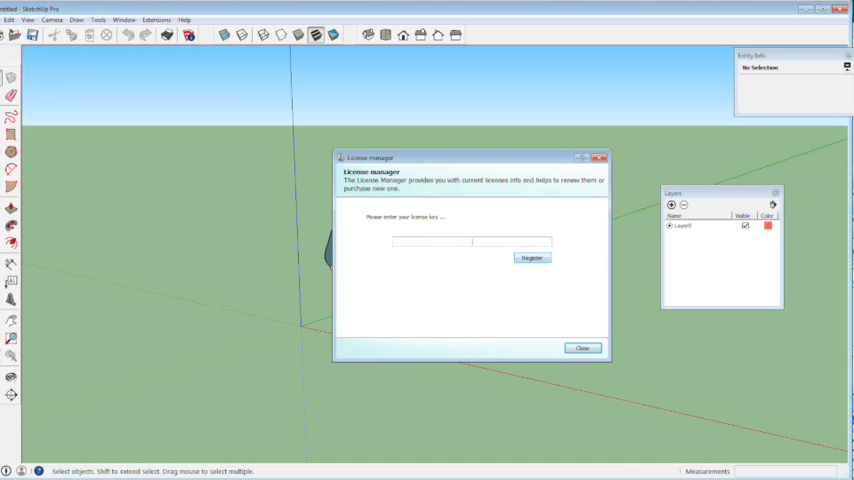 ntitled - SketchUp Pro
Edit View Camera Draw Tools Window Extensions Help
Entity Info
No Selection
License manager
License manager
The License Manager provides you with current licenses info and helps to renew them or
purchase new one.
Please enter your license key ...
Register
Close
Layers
Name Visible Color
Layer0
Select objects. Shift to extend select. Drag mouse to select multiple.
Measurements